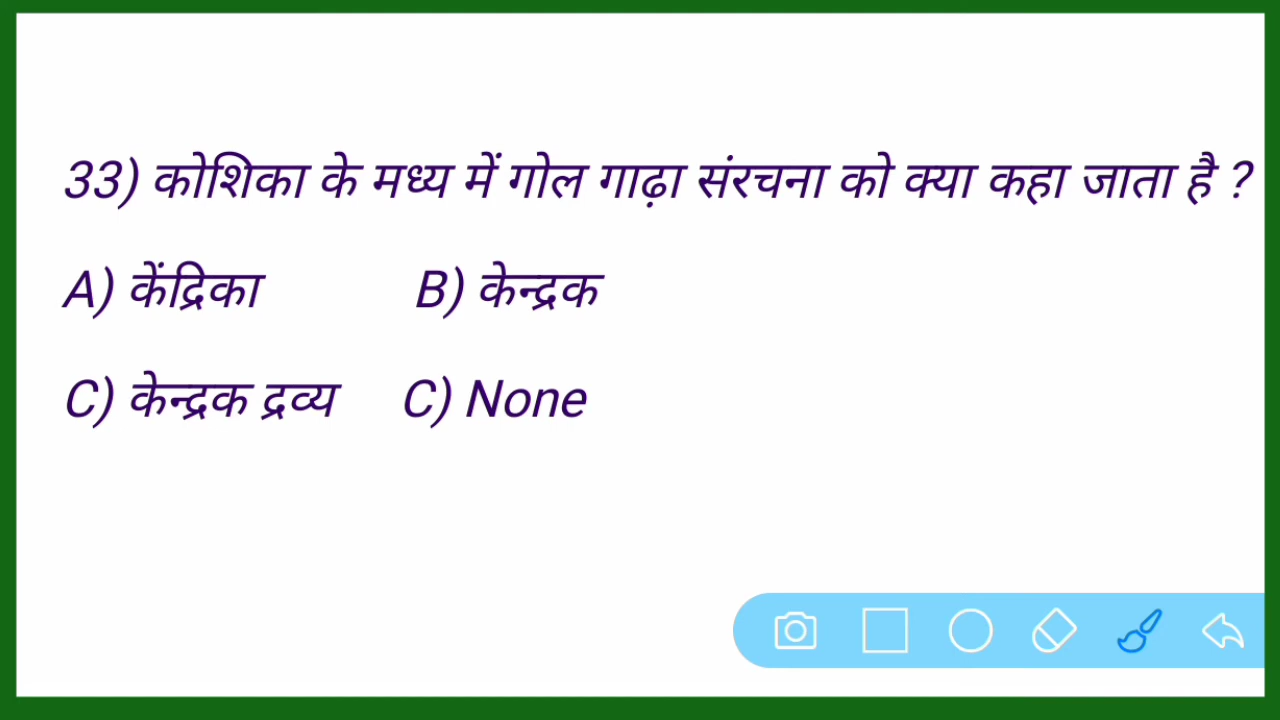 33) कोशिका के मध्य में गोल गाढ़ा संरचना को क्या कहा जाता है ?
A) केंद्रिका B) केन्द्रक
C) केन्द्रक द्रव्य C) None